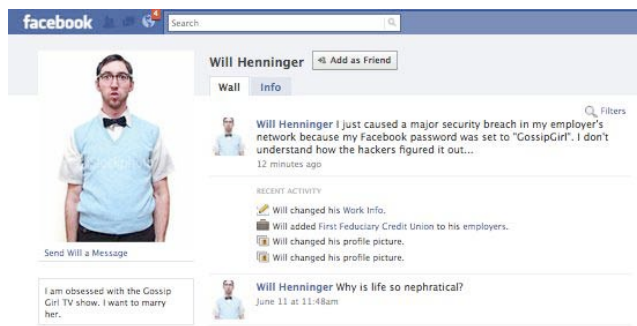 facebook
4
Search
Will Henninger
Add as Friend
Wall Info
Filters
Will Henninger I just caused a major security breach in my employer's
network because my Facebook password was set to "GossipGirl". I don't
understand how the hackers figured it out...
12 minutes ago
RECENT ACTIVITY
Will changed his Work Info.
Will added First Feduciary Credit Union to his employers.
Will changed his profile picture.
Will changed his profile picture.
Send Will a Message
I am obsessed with the Gossip
Girl TV show. I want to marry
her.
Will Henninger Why is life so nephratical?
June 11 at 11:48am